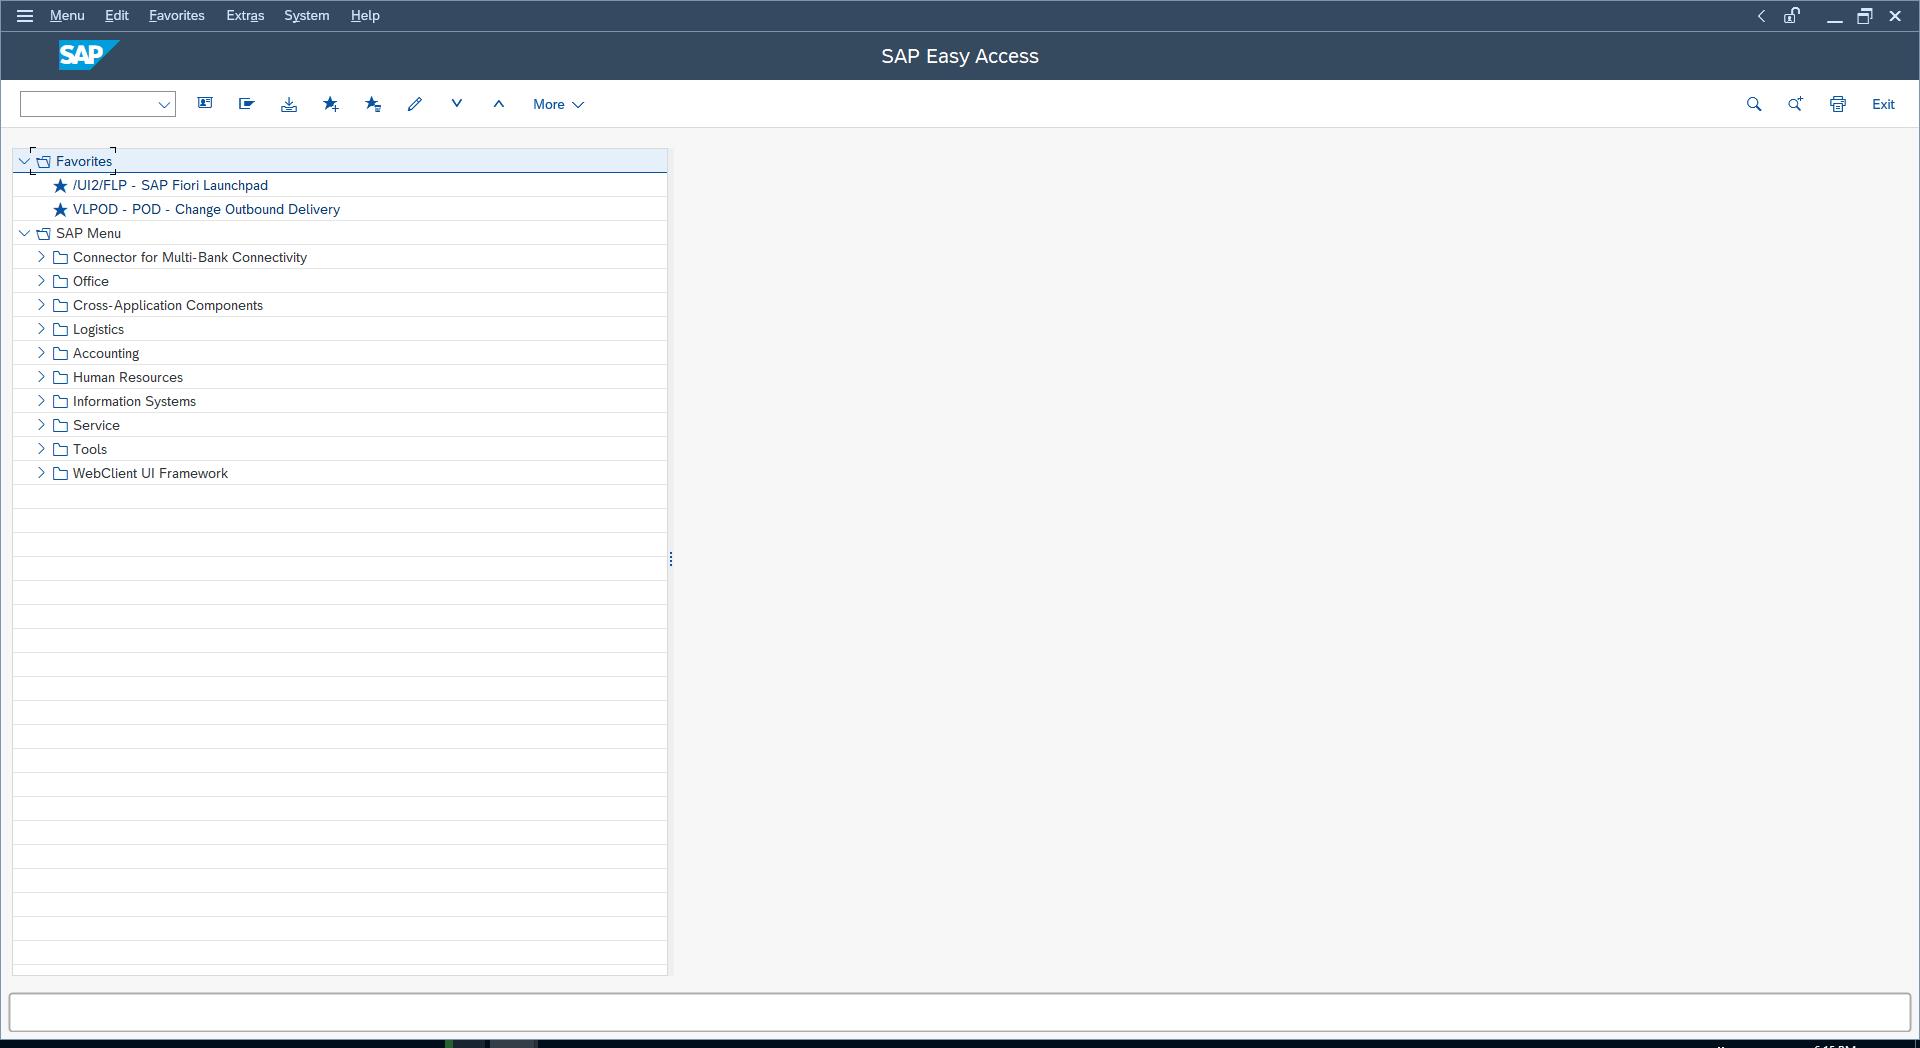 Menu Edit Favorites Extras System Help
SAP SAP Easy Access
More Exit
Favorites
/UI2/FLP - SAP Fiori Launchpad
VLPOD - POD - Change Outbound Delivery
SAP Menu
Connector for Multi-Bank Connectivity
Office
Cross-Application Components
Logistics
Accounting
Human Resources
Information Systems
Service
Tools
WebClient UI Framework